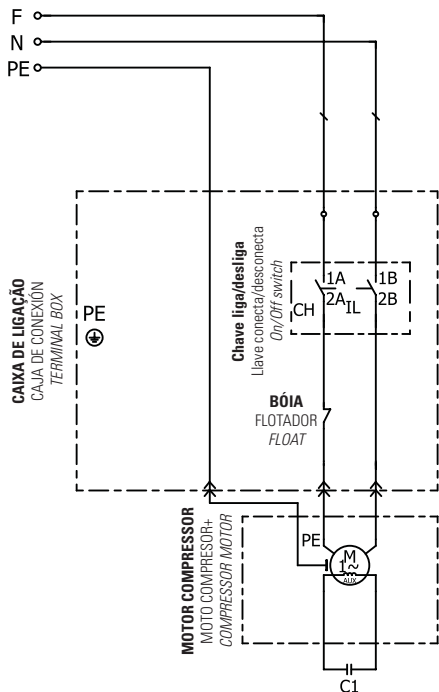 F
N
PE
CAIXA DE LIGAÇÃO
CAJA DE CONEXIÓN
TERMINAL BOX
PE
Chave liga/desliga
Llave conecta/desconecta
On/Off switch
1A
1B
CH
2A
IL
2B
BÓIA
FLOTADOR
FLOAT
MOTOR COMPRESSOR
MOTO COMPRESOR+
COMPRESSOR MOTOR
PE
M
1~
AUX
C1